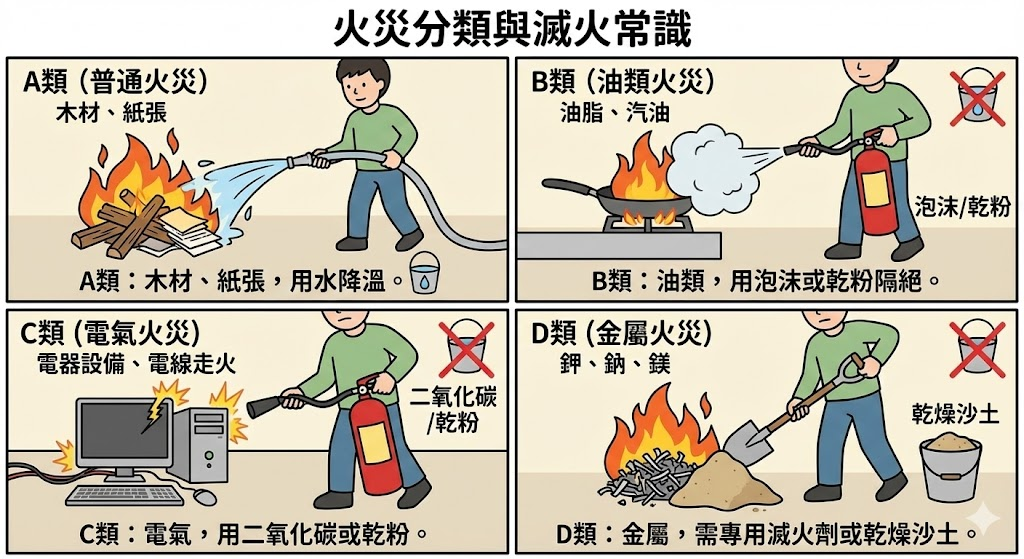 火災分類與滅火常識
A類 (普通火災)
木材、紙張
A類：木材、紙張，用水降溫。
B類 (油類火災)
油脂、汽油
泡沫/乾粉
B類：油類，用泡沫或乾粉隔絕。
C類 (電氣火災)
電器設備、電線走火
二氧化碳
/乾粉
C類：電氣，用二氧化碳或乾粉。
D類 (金屬火災)
鉀、鈉、鎂
乾燥沙土
D類：金屬，需專用滅火劑或乾燥沙土。